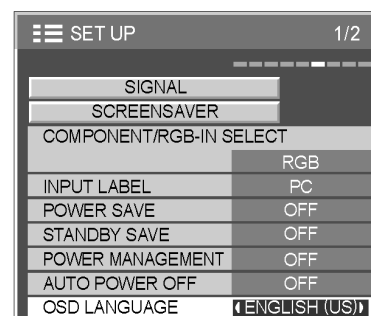 SET UP 1/2
SIGNAL
SCREENSAVER
COMPONENT/RGB-IN SELECT
RGB
INPUT LABEL PC
POWER SAVE OFF
STANDBY SAVE OFF
POWER MANAGEMENT OFF
AUTO POWER OFF OFF
OSD LANGUAGE ENGLISH (US)